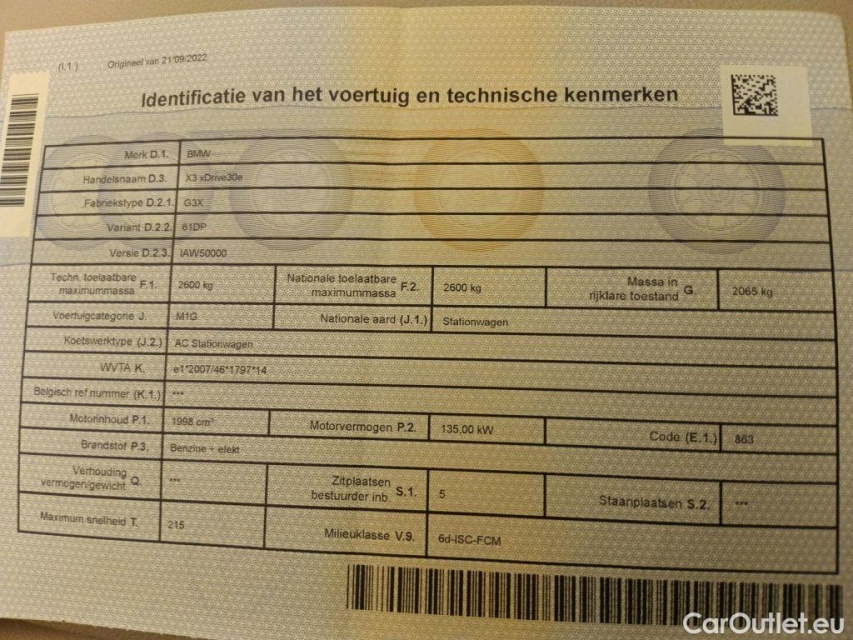 (I.1.) Origineel van 21/09/2022
Identificatie van het voertuig en technische kenmerken
Merk D.1. BMW
Handelsnaam D.3. X3 xDrive30e
Fabriekstype D.2.1. G3X
Variant D.2.2. 61DP
Versie D.2.3. IAW50000
Techn. toelaatbare maximummassa F.1. 2600 kg Nationale toelaatbare maximummassa F.2. 2600 kg Massa in rijklare toestand G. 2065 kg
Voertuigcategorie J. M1G Nationale aard (J.1.) Stationwagen
Koetswerktype (J.2.) AC Stationwagen
WVTA K. e1*2007/46*1797*14
Belgisch ref.nummer (K.1.) ***
Motorinhoud P.1. 1998 cm³ Motorvermogen P.2. 135,00 kW Code (E.1.) 863
Brandstof P.3. Benzine + elekt
Verhouding vermogen/gewicht Q. *** Zitplaatsen bestuurder inb. S.1. 5 Staanplaatsen S.2. ***
Maximum snelheid T. 215 Milieuklasse V.9. 6d-ISC-FCM
CarOutlet.eu